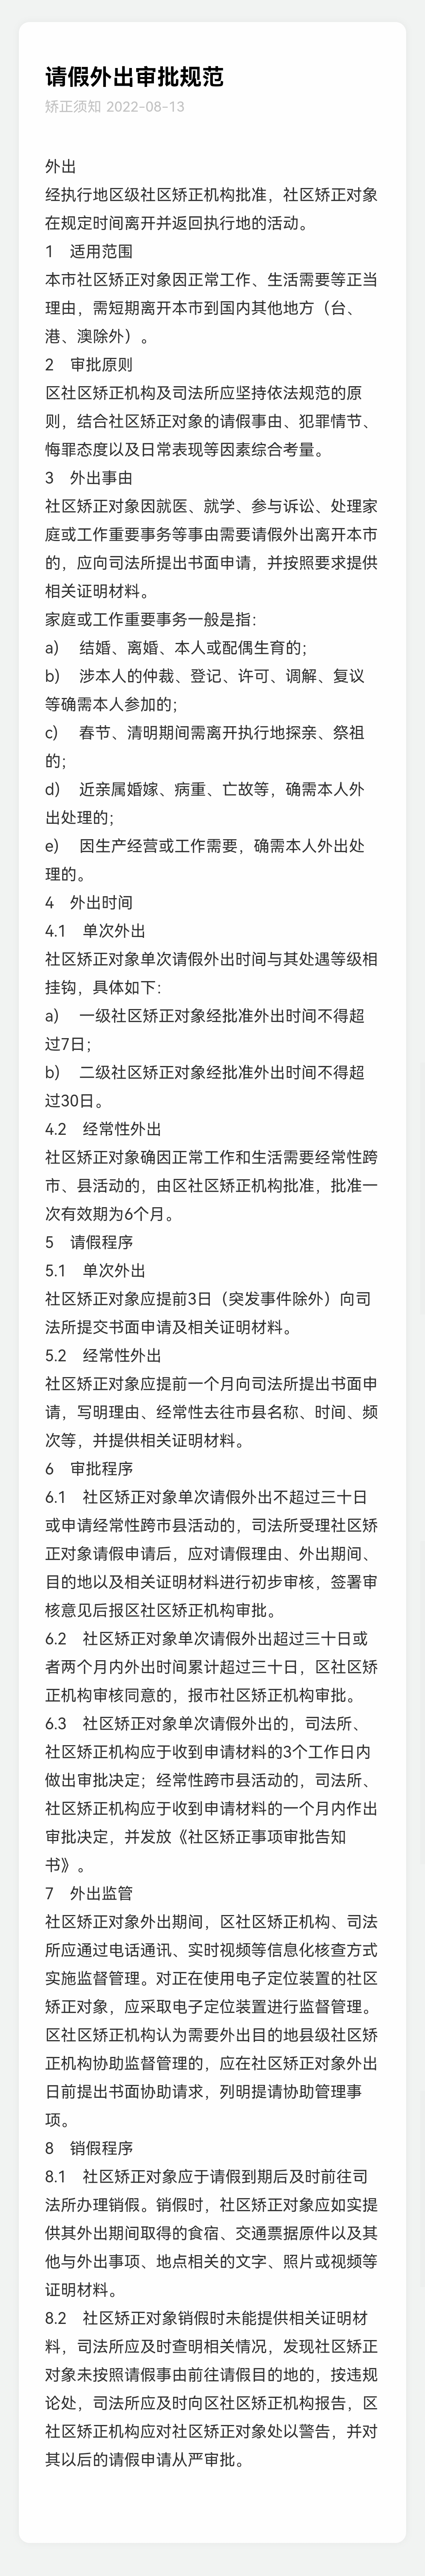 请假外出审批规范
矫正须知 2022-08-13
外出
经执行地区级社区矫正机构批准，社区矫正对象
在规定时间离开并返回执行地的活动。
1 适用范围
本市社区矫正对象因正常工作、生活需要等正当
理由，需短期离开本市到国内其他地方（台、
港、澳除外）。
2 审批原则
区社区矫正机构及司法所应坚持依法规范的原
则，结合社区矫正对象的请假事由、犯罪情节、
悔罪态度以及日常表现等因素综合考量。
3 外出事由
社区矫正对象因就医、就学、参与诉讼、处理家
庭或工作重要事务等事由需要请假外出离开本市
的，应向司法所提出书面申请，并按照要求提供
相关证明材料。
家庭或工作重要事务一般是指：
a) 结婚、离婚、本人或配偶生育的；
b) 涉本人的仲裁、登记、许可、调解、复议
等确需本人参加的；
c) 春节、清明期间需离开执行地探亲、祭祖
的；
d) 近亲属婚嫁、病重、亡故等，确需本人外
出处理的；
e) 因生产经营或工作需要，确需本人外出处
理的。
4 外出时间
4.1 单次外出
社区矫正对象单次请假外出时间与其处遇等级相
挂钩，具体如下：
a) 一级社区矫正对象经批准外出时间不得超
过7日；
b) 二级社区矫正对象经批准外出时间不得超
过30日。
4.2 经常性外出
社区矫正对象确因正常工作和生活需要经常性跨
市、县活动的，由区社区矫正机构批准，批准一
次有效期为6个月。
5 请假程序
5.1 单次外出
社区矫正对象应提前3日（突发事件除外）向司
法所提交书面申请及相关证明材料。
5.2 经常性外出
社区矫正对象应提前一个月向司法所提出书面申
请，写明理由、经常性去往市县名称、时间、频
次等，并提供相关证明材料。
6 审批程序
6.1 社区矫正对象单次请假外出不超过三十日
或申请经常性跨市县活动的，司法所受理社区矫
正对象请假申请后，应对请假理由、外出期间、
目的地以及相关证明材料进行初步审核，签署审
核意见后报区社区矫正机构审批。
6.2 社区矫正对象单次请假外出超过三十日或
者两个月内外出时间累计超过三十日，区社区矫
正机构审核同意的，报市社区矫正机构审批。
6.3 社区矫正对象单次请假外出的，司法所、
社区矫正机构应于收到申请材料的3个工作日内
做出审批决定；经常性跨市县活动的，司法所、
社区矫正机构应于收到申请材料的一个月内作出
审批决定，并发放《社区矫正事项审批告知
书》。
7 外出监管
社区矫正对象外出期间，区社区矫正机构、司法
所应通过电话通讯、实时视频等信息化核查方式
实施监督管理。对正在使用电子定位装置的社区
矫正对象，应采取电子定位装置进行监督管理。
区社区矫正机构认为需要外出目的地县级社区矫
正机构协助监督管理的，应在社区矫正对象外出
日前提出书面协助请求，列明提请协助管理事
项。
8 销假程序
8.1 社区矫正对象应于请假到期后及时前往司
法所办理销假。销假时，社区矫正对象应如实提
供其外出期间取得的食宿、交通票据原件以及其
他与外出事项、地点相关的文字、照片或视频等
证明材料。
8.2 社区矫正对象销假时未能提供相关证明材
料，司法所应及时查明相关情况，发现社区矫正
对象未按照请假事由前往请假目的地的，按违规
论处，司法所应及时向区社区矫正机构报告，区
社区矫正机构应对社区矫正对象处以警告，并对
其以后的请假申请从严审批。